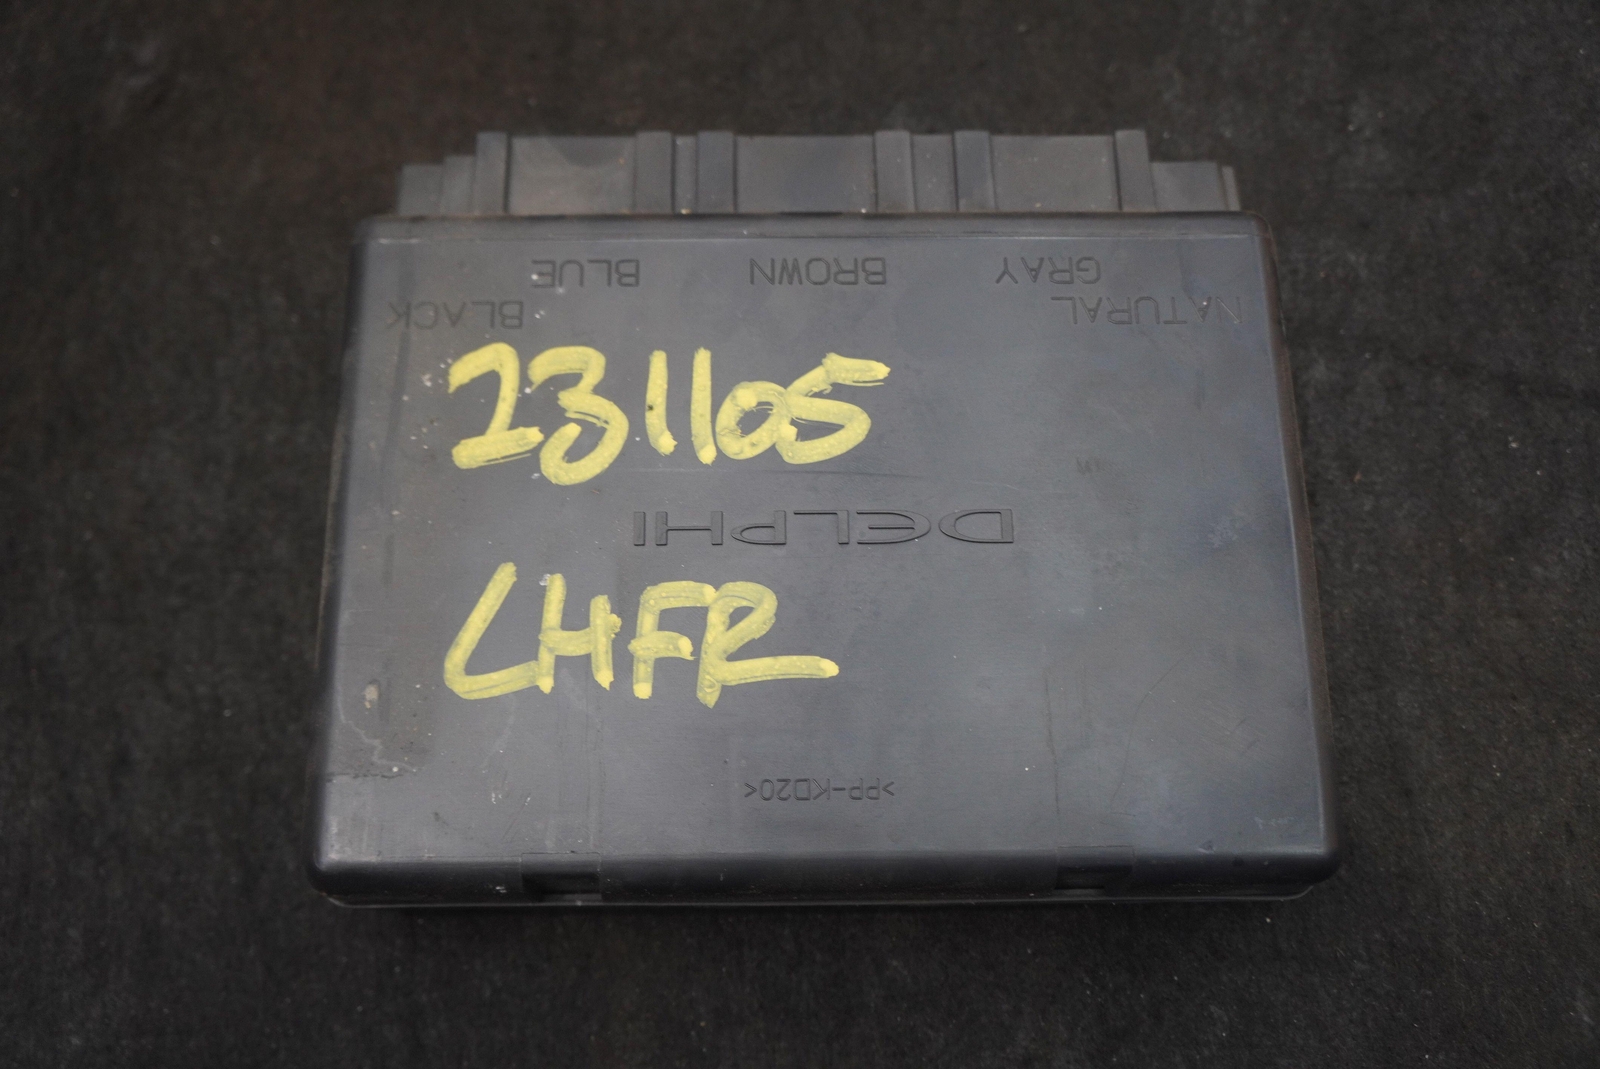 BLUE BROWN GRAY
BLACK NATURAL
231105
DELPHI
LHFR
>PP-KD20<